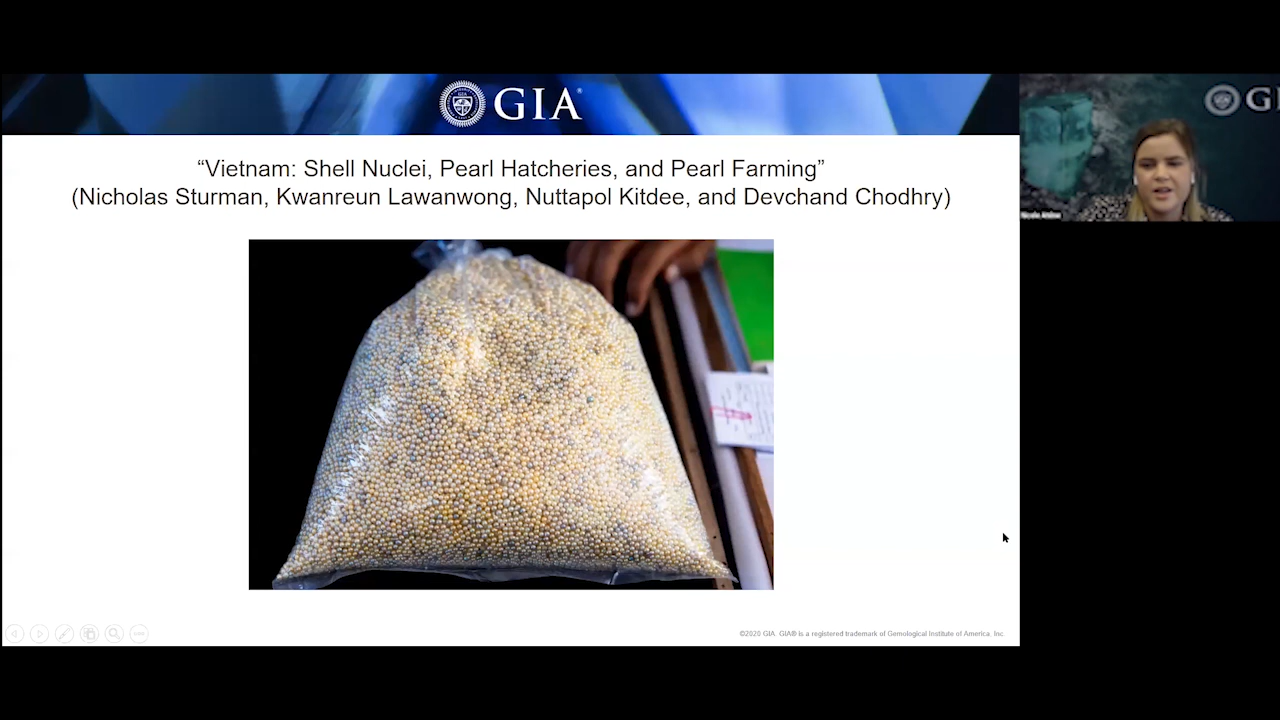 GIA®
G
“Vietnam: Shell Nuclei, Pearl Hatcheries, and Pearl Farming”
(Nicholas Sturman, Kwanreun Lawanwong, Nuttapol Kitdee, and Devchand Chodhry)
©2020 GIA. GIA® is a registered trademark of Gemological Institute of America. Inc.